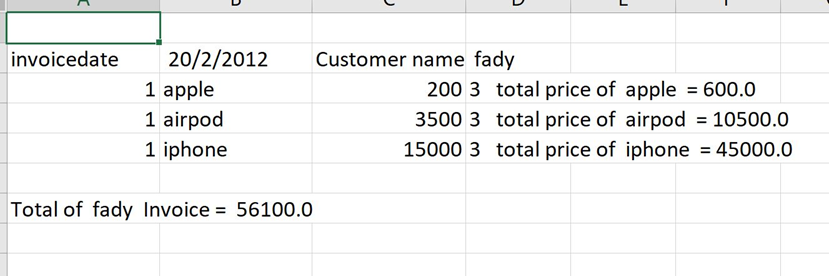 A B C D E F
invoicedate 20/2/2012 Customer name fady
1 apple 200 3 total price of apple = 600.0
1 airpod 3500 3 total price of airpod = 10500.0
1 iphone 15000 3 total price of iphone = 45000.0
Total of fady Invoice = 56100.0